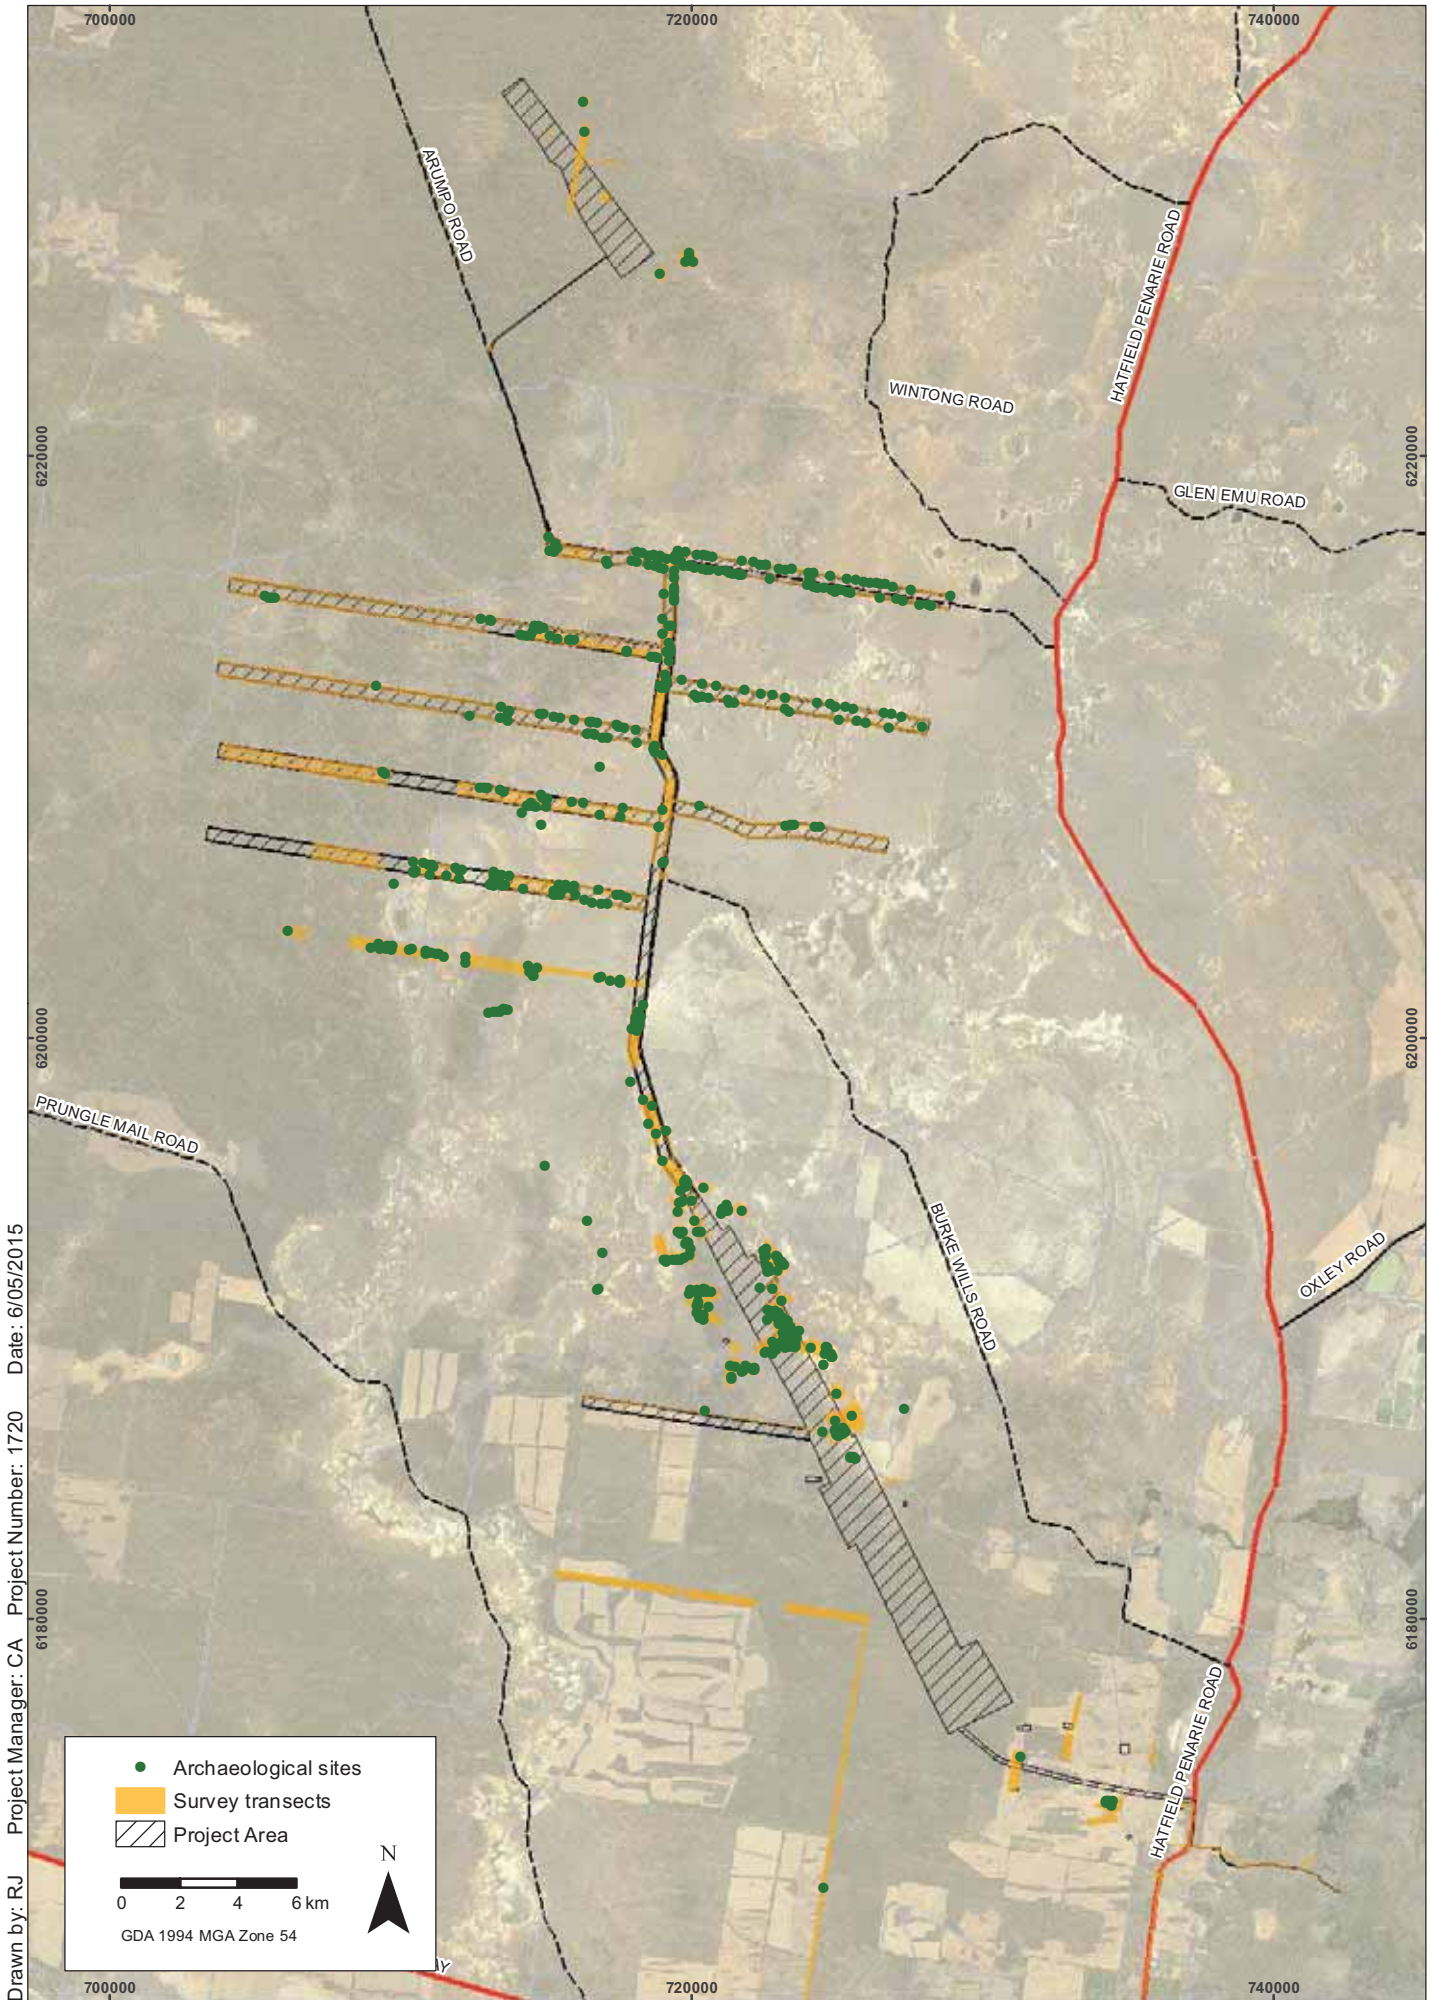 700000
720000
740000
ARUMPO ROAD
HATFIELD PENARIE ROAD
WINTONG ROAD
GLEN EMU ROAD
6220000
6220000
6200000
6200000
PRUNGLE MAIL ROAD
BURKE WILLS ROAD
OXLEY ROAD
6180000
6180000
HATFIELD PENARIE ROAD
Archaeological sites
Survey transects
Project Area
N
0 2 4 6 km
GDA 1994 MGA Zone 54
700000
720000
740000
Drawn by: RJ Project Manager: CA Project Number: 1720 Date: 6/05/2015